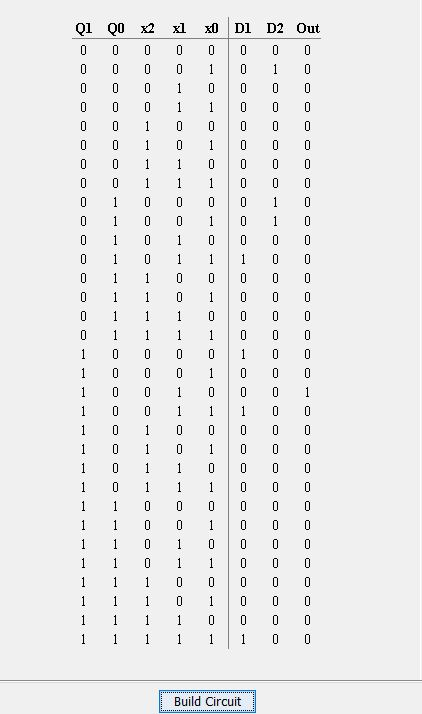 Q1 Q0 x2 x1 x0 D1 D2 Out
0 0 0 0 0 0 0 0
0 0 0 0 1 0 1 0
0 0 0 1 0 0 0 0
0 0 0 1 1 0 0 0
0 0 1 0 0 0 0 0
0 0 1 0 1 0 0 0
0 0 1 1 0 0 0 0
0 0 1 1 1 0 0 0
0 1 0 0 0 0 1 0
0 1 0 0 1 0 1 0
0 1 0 1 0 0 0 0
0 1 0 1 1 1 0 0
0 1 1 0 0 0 0 0
0 1 1 0 1 0 0 0
0 1 1 1 0 0 0 0
0 1 1 1 1 0 0 0
1 0 0 0 0 1 0 0
1 0 0 0 1 0 0 0
1 0 0 1 0 0 0 1
1 0 0 1 1 1 0 0
1 0 1 0 0 0 0 0
1 0 1 0 1 0 0 0
1 0 1 1 0 0 0 0
1 0 1 1 1 0 0 0
1 1 0 0 0 0 0 0
1 1 0 0 1 0 0 0
1 1 0 1 0 0 0 0
1 1 0 1 1 0 0 0
1 1 1 0 0 0 0 0
1 1 1 0 1 0 0 0
1 1 1 1 0 0 0 0
1 1 1 1 1 1 0 0
Build Circuit